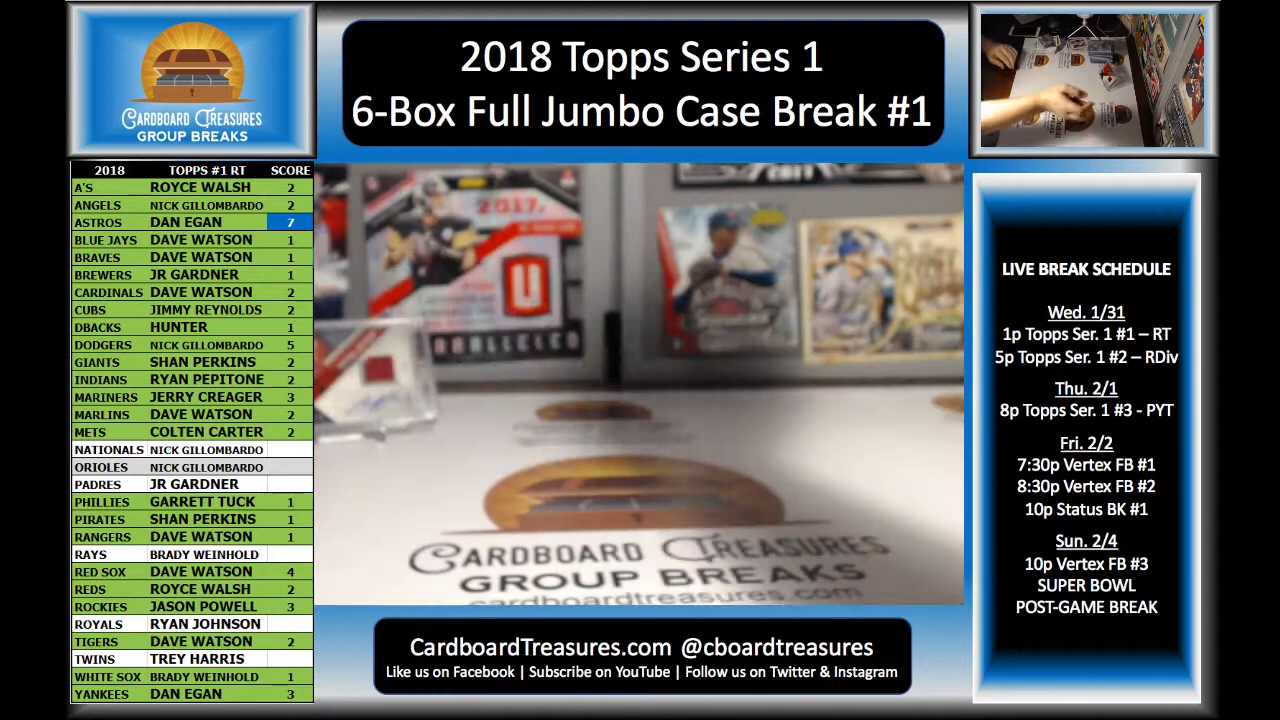 CARDBOARD TREASURES
GROUP BREAKS
2018 Topps Series 1
6-Box Full Jumbo Case Break #1
2018 TOPPS #1 RT SCORE
A'S ROYCE WALSH 2
ANGELS NICK GILLOMBARDO 2
ASTROS DAN EGAN 7
BLUE JAYS DAVE WATSON 1
BRAVES DAVE WATSON 1
BREWERS JR GARDNER 1
CARDINALS DAVE WATSON 2
CUBS JIMMY REYNOLDS 2
DBACKS HUNTER 1
DODGERS NICK GILLOMBARDO 5
GIANTS SHAN PERKINS 2
INDIANS RYAN PEPITONE 2
MARINERS JERRY CREAGER 3
MARLINS DAVE WATSON 2
METS COLTEN CARTER 2
NATIONALS NICK GILLOMBARDO
ORIOLES NICK GILLOMBARDO
PADRES JR GARDNER
PHILLIES GARRETT TUCK 1
PIRATES SHAN PERKINS 1
RANGERS DAVE WATSON 1
RAYS BRADY WEINHOLD
RED SOX DAVE WATSON 4
REDS ROYCE WALSH 2
ROCKIES JASON POWELL 3
ROYALS RYAN JOHNSON
TIGERS DAVE WATSON 2
TWINS TREY HARRIS
WHITE SOX BRADY WEINHOLD 1
YANKEES DAN EGAN 3
2017
U
UNPARALLELED
CARDBOARD TREASURES
GROUP BREAKS
cardboardtreasures.com
LIVE BREAK SCHEDULE
Wed. 1/31
1p Topps Ser. 1 #1 – RT
5p Topps Ser. 1 #2 – RDiv
Thu. 2/1
8p Topps Ser. 1 #3 - PYT
Fri. 2/2
7:30p Vertex FB #1
8:30p Vertex FB #2
10p Status BK #1
Sun. 2/4
10p Vertex FB #3
SUPER BOWL
POST-GAME BREAK
CardboardTreasures.com @cboardtreasures
Like us on Facebook | Subscribe on YouTube | Follow us on Twitter & Instagram